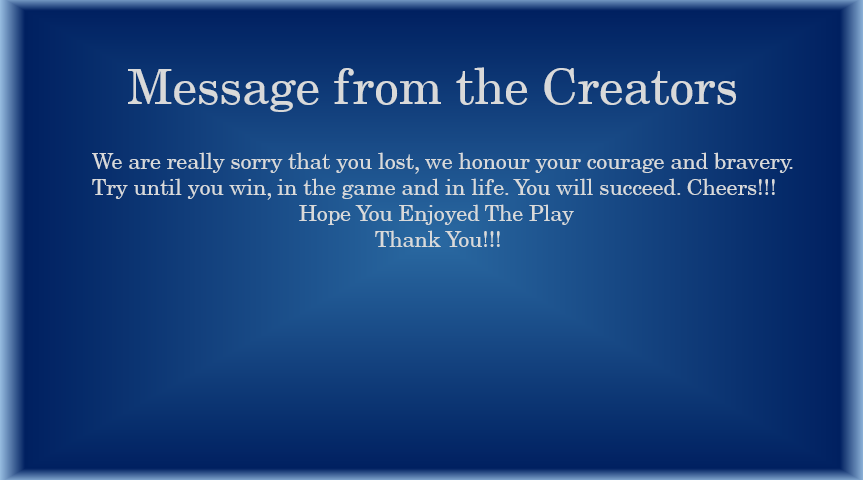 Message from the Creators
We are really sorry that you lost, we honour your courage and bravery.
Try until you win, in the game and in life. You will succeed. Cheers!!!
Hope You Enjoyed The Play
Thank You!!!